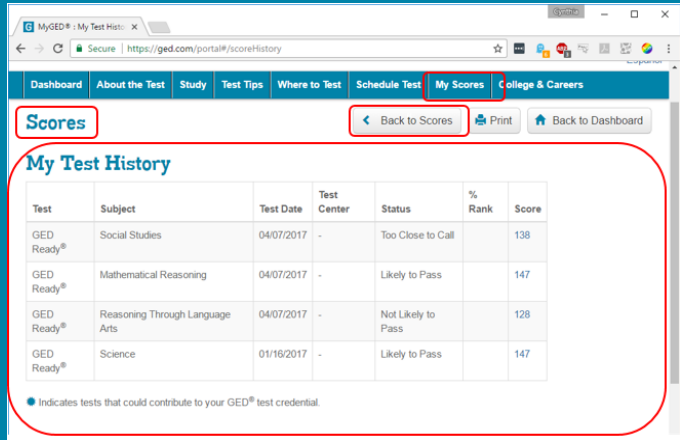 Cynthia
MyGED® : My Test Histo
Secure | https://ged.com/portal#/scoreHistory
Español
Dashboard About the Test Study Test Tips Where to Test Schedule Test My Scores College & Careers
Scores
Back to Scores Print Back to Dashboard
My Test History
Test Subject Test Date Test Center Status % Rank Score
GED Ready® Social Studies 04/07/2017 - Too Close to Call 138
GED Ready® Mathematical Reasoning 04/07/2017 - Likely to Pass 147
GED Ready® Reasoning Through Language Arts 04/07/2017 - Not Likely to Pass 128
GED Ready® Science 01/16/2017 - Likely to Pass 147
Indicates tests that could contribute to your GED® test credential.